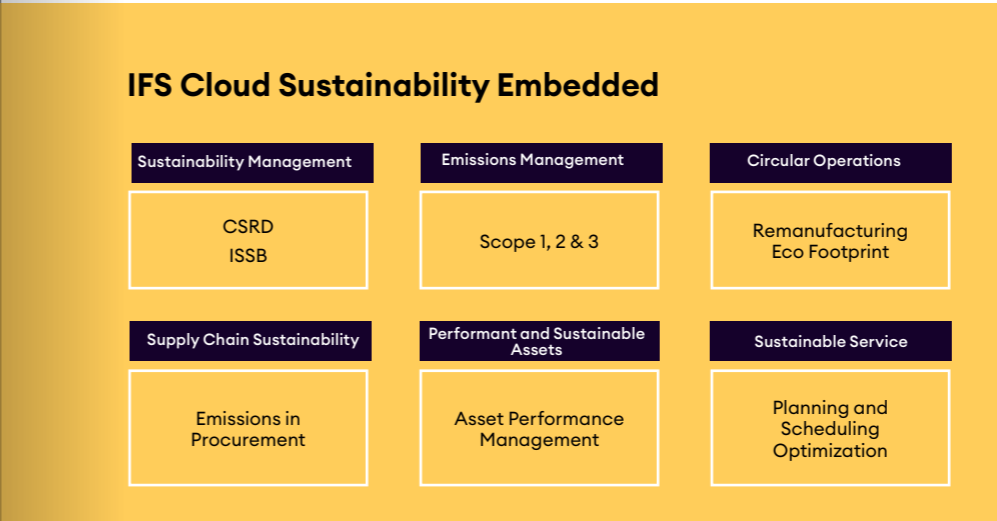 IFS Cloud Sustainability Embedded
Sustainability Management
CSRD
ISSB
Emissions Management
Scope 1, 2 & 3
Circular Operations
Remanufacturing
Eco Footprint
Supply Chain Sustainability
Emissions in
Procurement
Performant and Sustainable
Assets
Asset Performance
Management
Sustainable Service
Planning and
Scheduling
Optimization